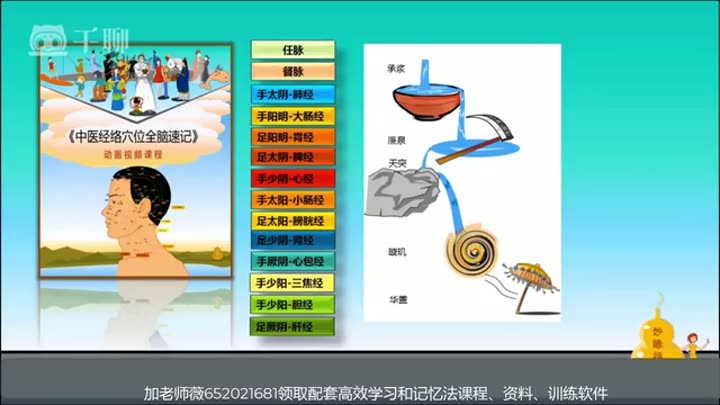 千聊
《中医经络穴位全脑速记》
动画视频课程
任脉
督脉
手太阴-肺经
手阳明-大肠经
足阳明-胃经
足太阴-脾经
手少阴-心经
手太阳-小肠经
足太阳-膀胱经
足少阴-肾经
手厥阴-心包经
手少阳-三焦经
手少阳-胆经
足厥阴-肝经
承浆
廉泉
天突
璇玑
华盖
加老师薇652021681领取配套高效学习和记忆法课程、资料、训练软件